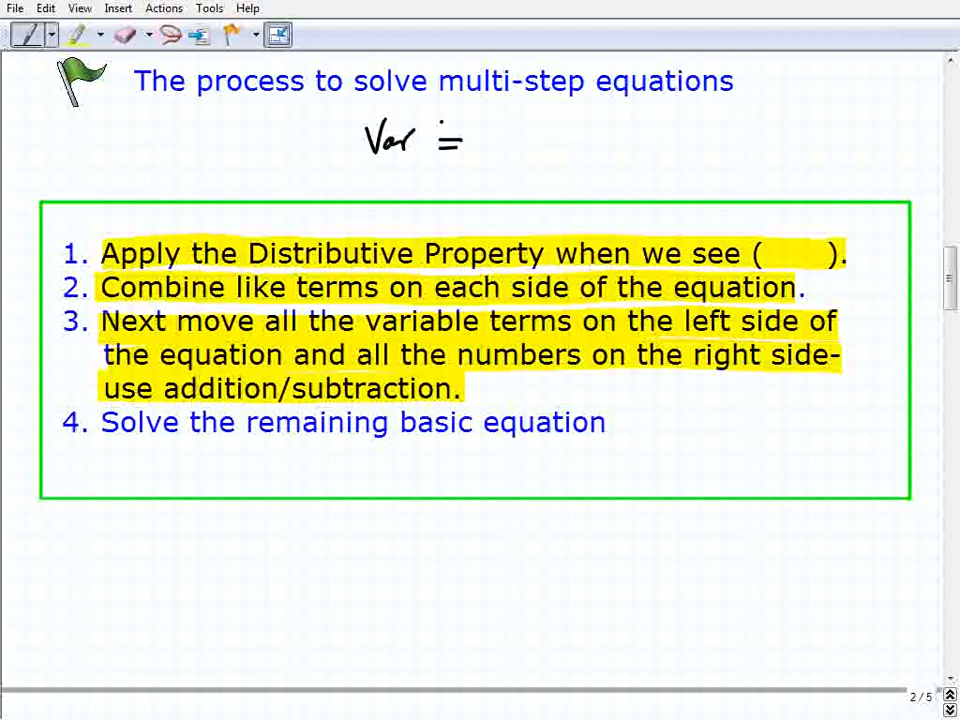 File Edit View Insert Actions Tools Help
The process to solve multi-step equations
Var =
1. Apply the Distributive Property when we see (    ).
2. Combine like terms on each side of the equation.
3. Next move all the variable terms on the left side of
the equation and all the numbers on the right side-
use addition/subtraction.
4. Solve the remaining basic equation
2/5